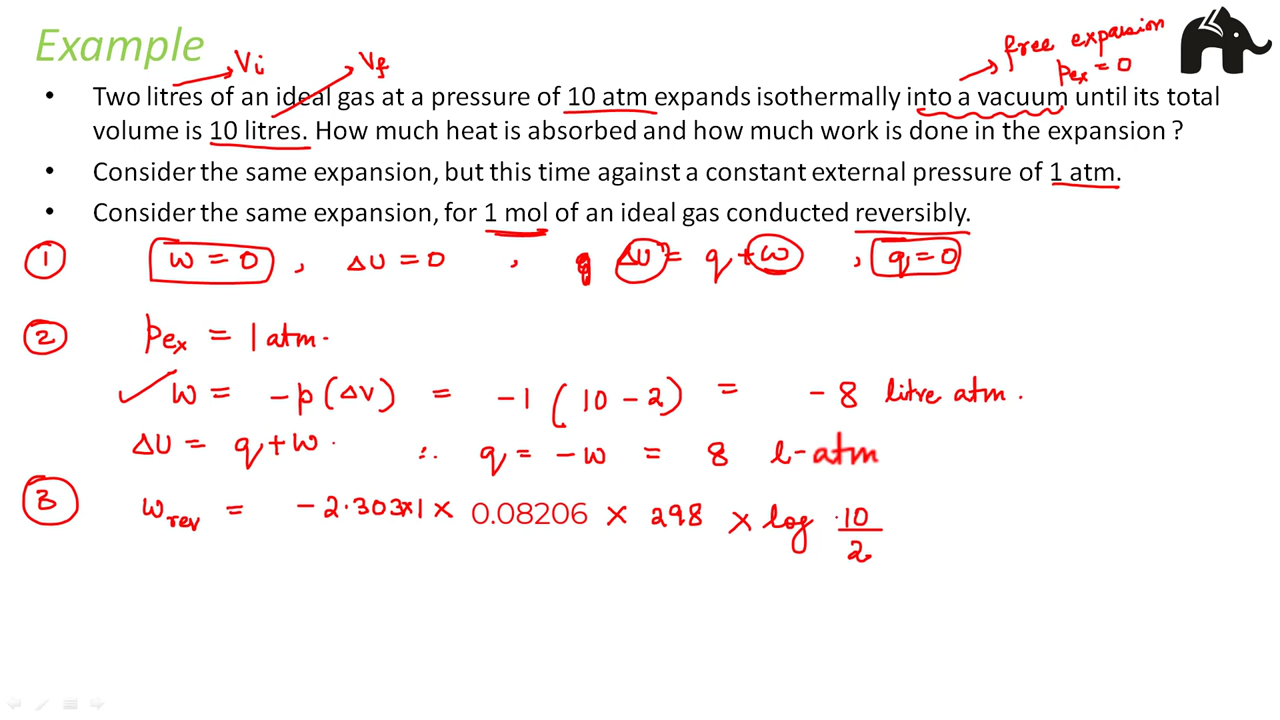 Example
Vi
Vf
free expansion
Pex = 0
• Two litres of an ideal gas at a pressure of 10 atm expands isothermally into a vacuum until its total
volume is 10 litres. How much heat is absorbed and how much work is done in the expansion ?
• Consider the same expansion, but this time against a constant external pressure of 1 atm.
• Consider the same expansion, for 1 mol of an ideal gas conducted reversibly.
1 w = 0 , ΔU = 0 , ΔU = q + w , q = 0
2 Pex = 1 atm.
✓ W = -p(ΔV) = -1 (10 - 2) = - 8 litre atm.
ΔU = q + w. ∴ q = -w = 8 l-atm
3 Wrev = - 2.303 × 1 × 0.08206 × 298 × log 10/2